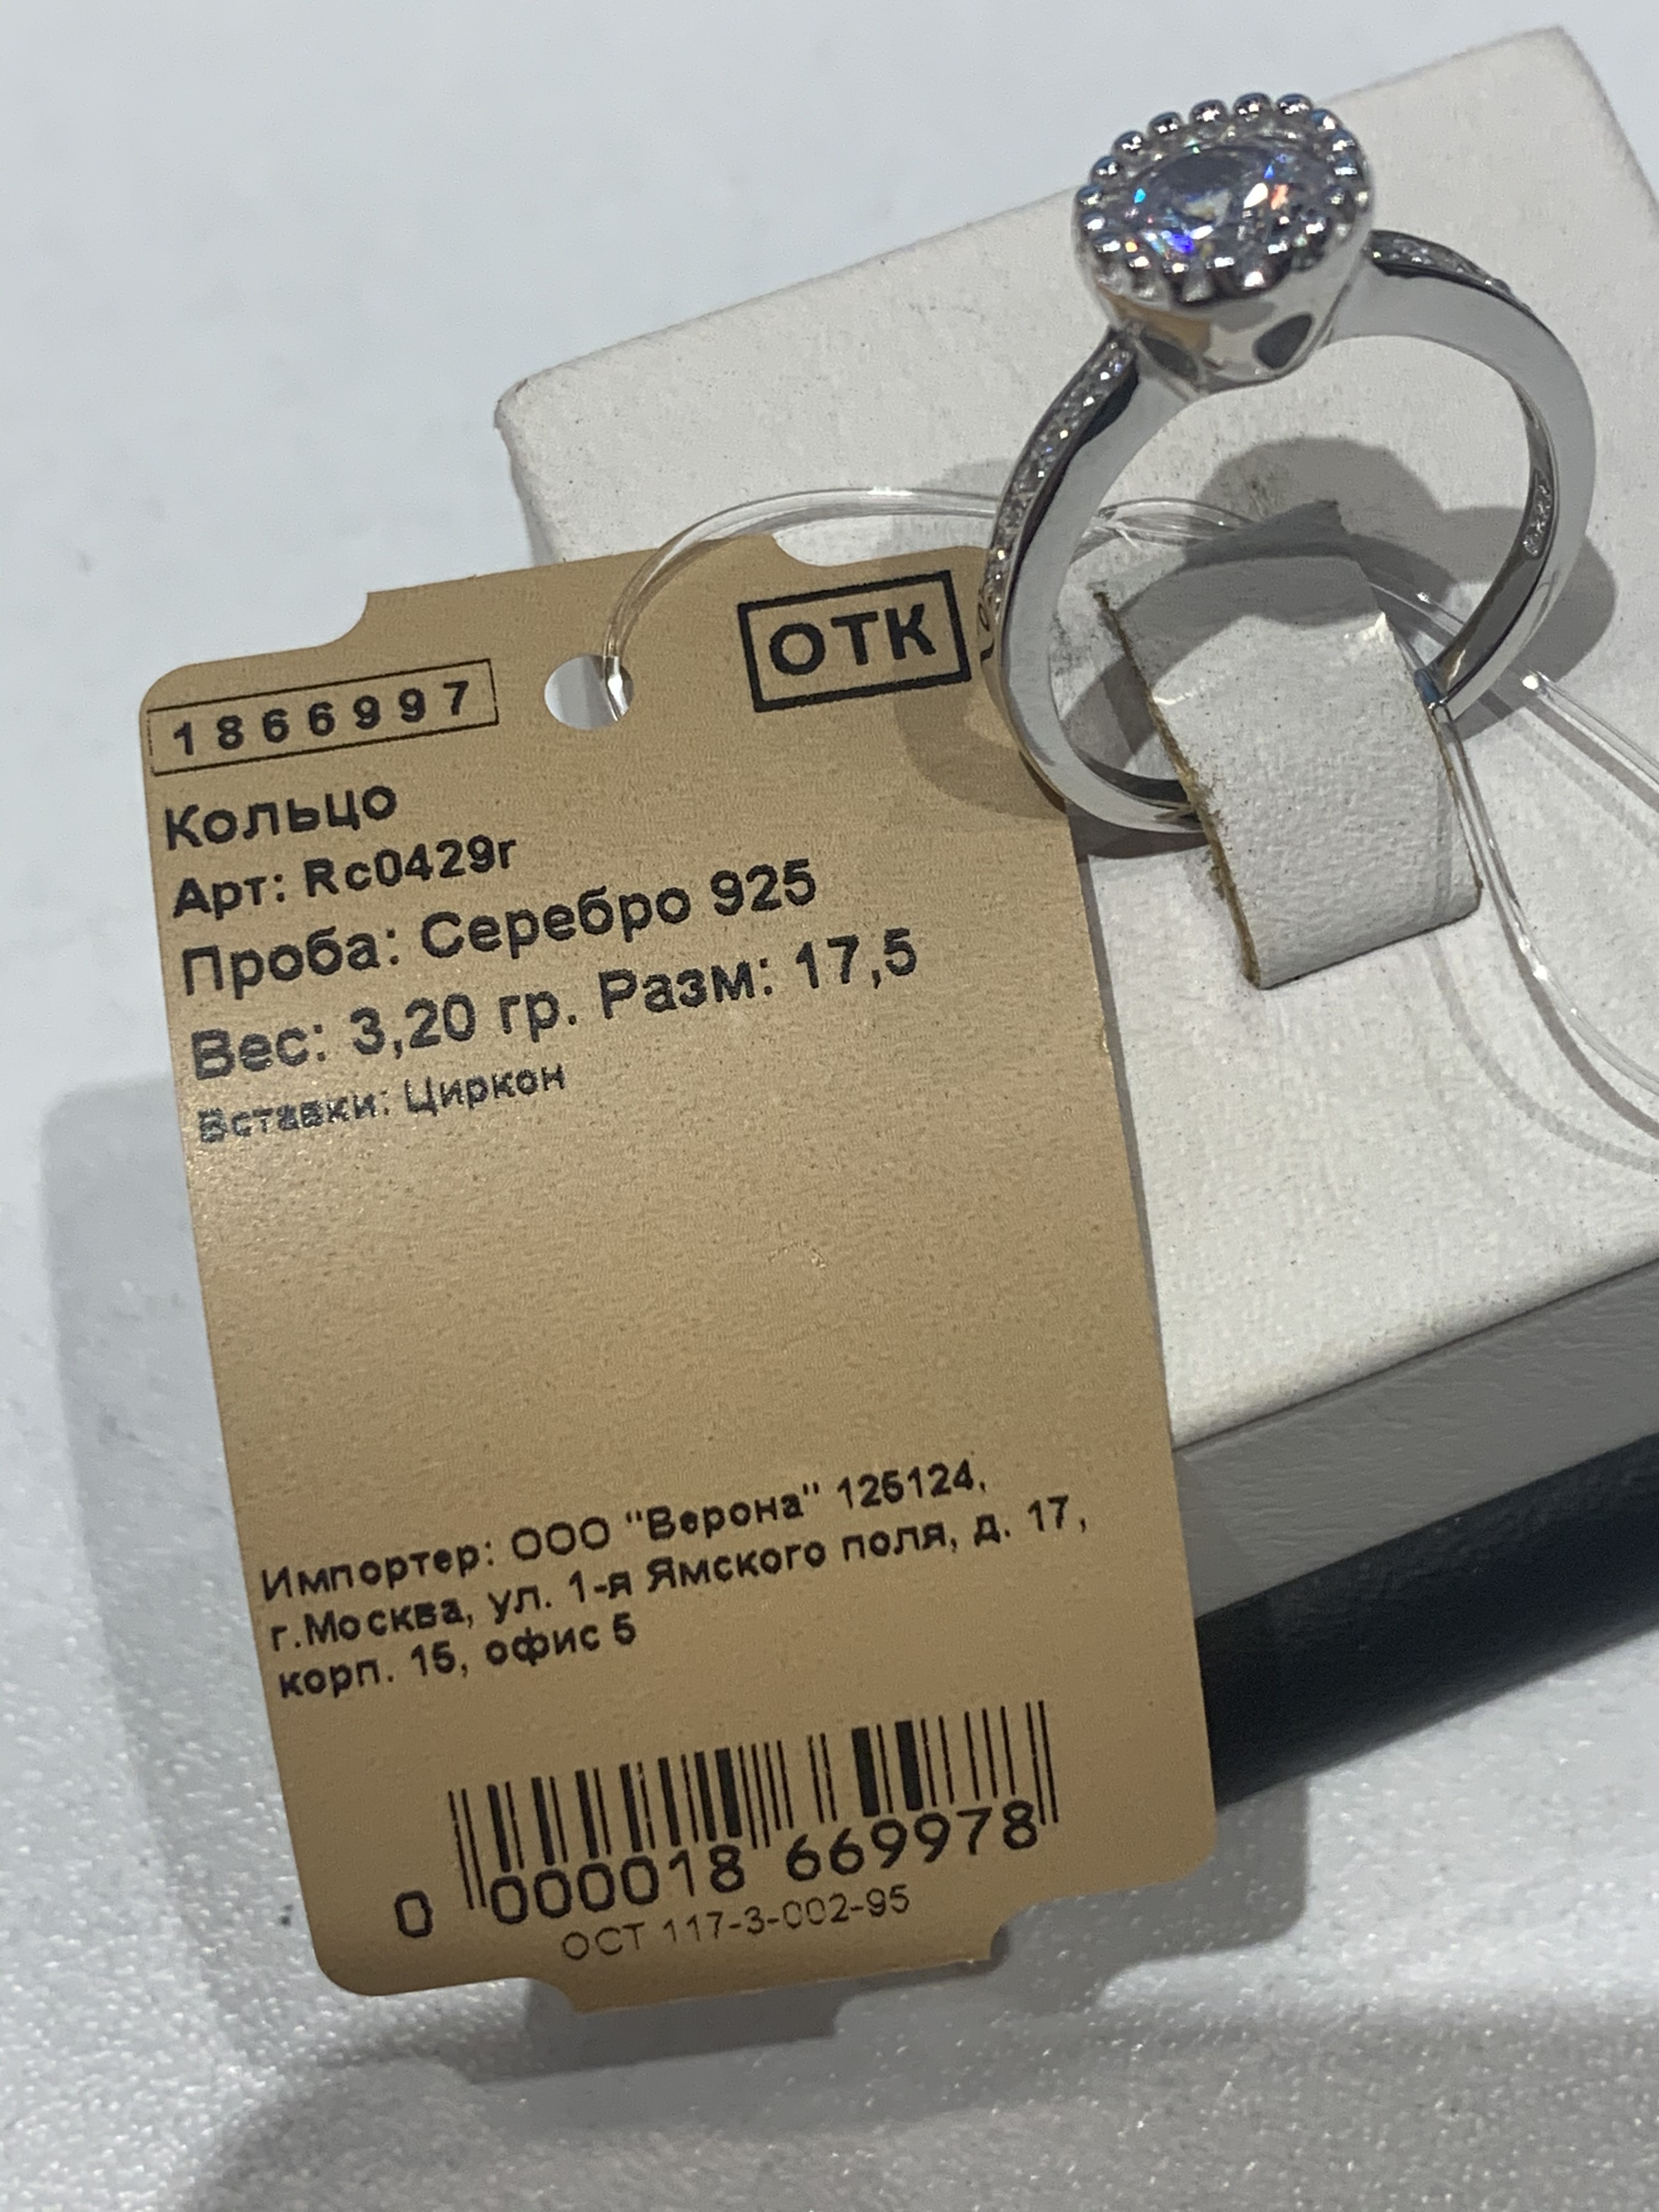 ОТК
1866997
Кольцо
Арт: Rc0429r
Проба: Серебро 925
Вес: 3,20 гр. Разм: 17,5
Вставки: Циркон
Импортер: ООО "Верона" 125124,
г.Москва, ул. 1-я Ямского поля, д. 17,
корп. 15, офис 5
0 000018 669978
ОСТ 117-3-002-95